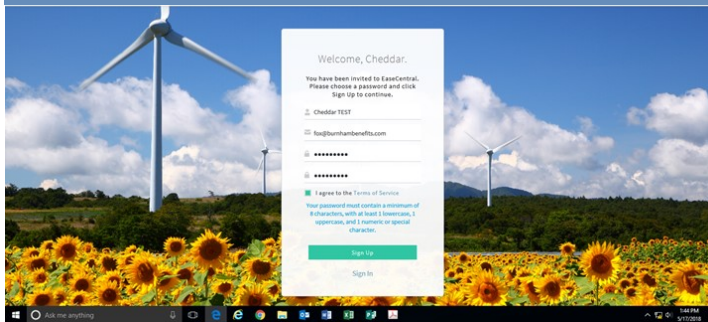 Welcome, Cheddar.
You have been invited to EaseCentral.
Please choose a password and click
Sign Up to continue.
Cheddar TEST
fox@burnhambenefits.com
•••••••••
•••••••••
I agree to the Terms of Service
Your password must contain a minimum of
8 characters, with at least 1 lowercase, 1
uppercase, and 1 numeric or special
character.
Sign Up
Sign In
Ask me anything
1:44 PM
5/17/2018